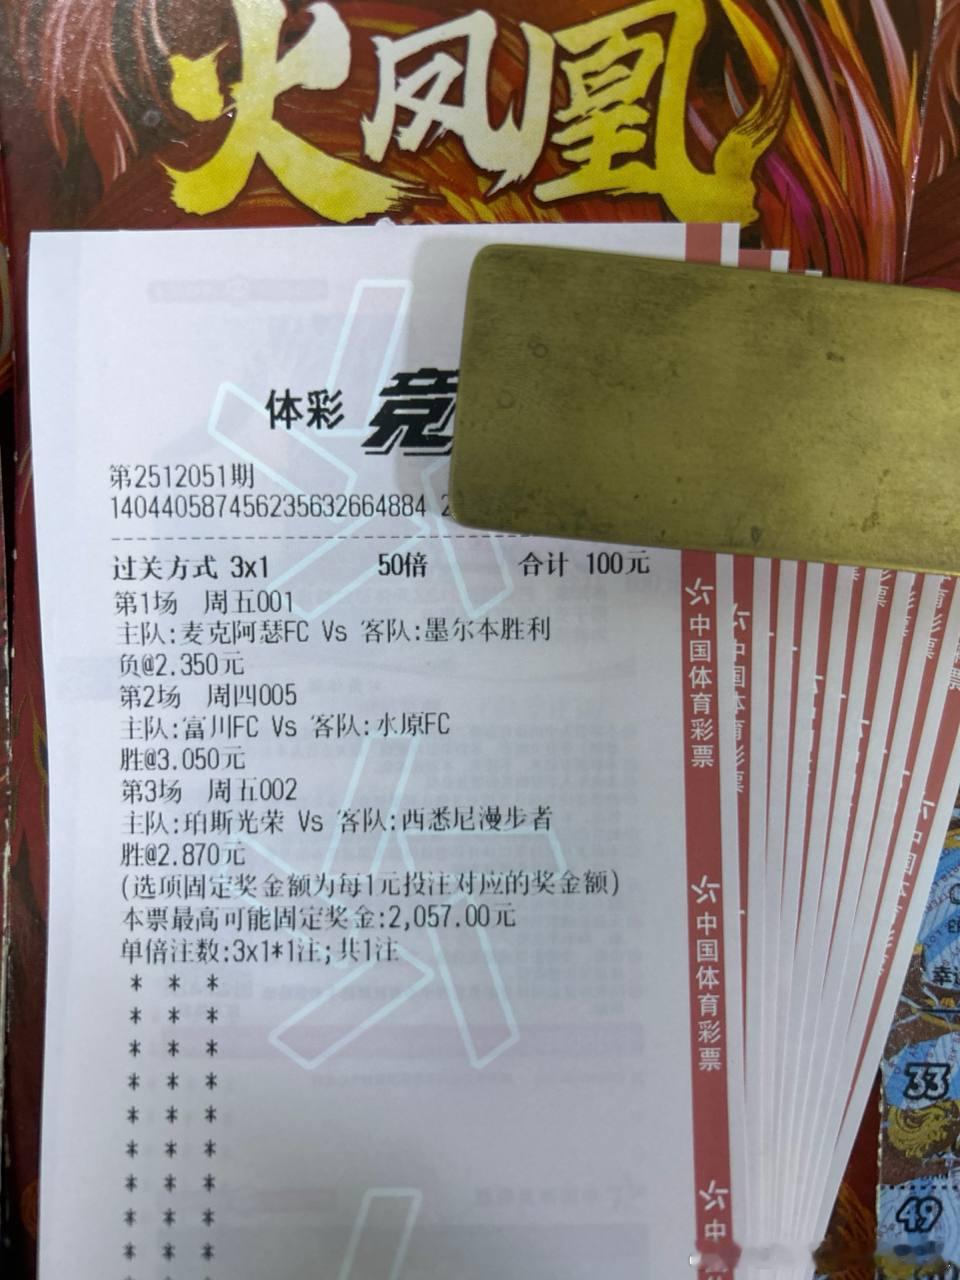 火凤凰
体彩 竞
第2512051期
140440587456235632664884 2
过关方式 3x1 50倍 合计 100元
第1场 周五001
主队:麦克阿瑟FC Vs 客队:墨尔本胜利
负@2.350元
第2场 周四005
主队:富川FC Vs 客队:水原FC
胜@3.050元
第3场 周五002
主队:珀斯光荣 Vs 客队:西悉尼漫步者
胜@2.870元
(选项固定奖金额为每1元投注对应的奖金额)
本票最高可能固定奖金:2,057.00元
单倍注数:3x1*1注;共1注
* * *
* * *
* * *
* * *
* * *
* * *
* * *
* * *
* * *
中国体育彩票
中国体育彩票
中
中国体育彩票
33
49